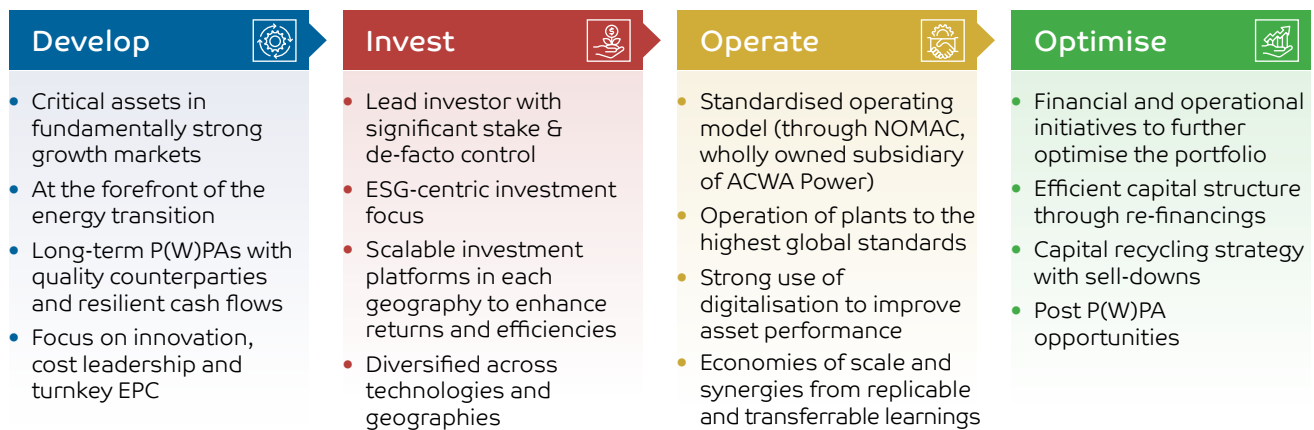 Develop
• Critical assets in
fundamentally strong
growth markets
• At the forefront of the
energy transition
• Long-term P(W)PAs with
quality counterparties
and resilient cash flows
• Focus on innovation,
cost leadership and
turnkey EPC
Invest
• Lead investor with
significant stake &
de-facto control
• ESG-centric investment
focus
• Scalable investment
platforms in each
geography to enhance
returns and efficiencies
• Diversified across
technologies and
geographies
Operate
• Standardised operating
model (through NOMAC,
wholly owned subsidiary
of ACWA Power)
• Operation of plants to the
highest global standards
• Strong use of
digitalisation to improve
asset performance
• Economies of scale and
synergies from replicable
and transferrable learnings
Optimise
• Financial and operational
initiatives to further
optimise the portfolio
• Efficient capital structure
through re-financings
• Capital recycling strategy
with sell-downs
• Post P(W)PA
opportunities